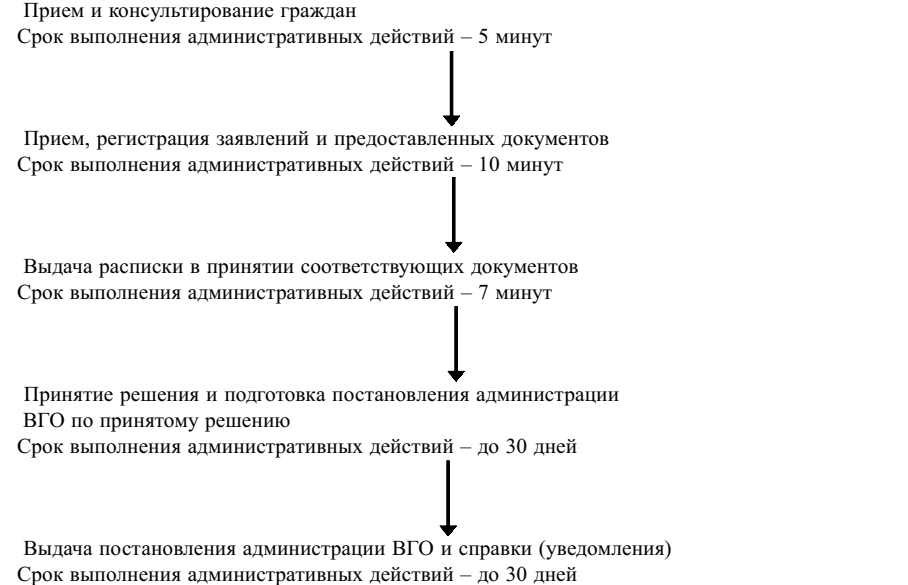 Прием и консультирование граждан
Срок выполнения административных действий – 5 минут
Прием, регистрация заявлений и предоставленных документов
Срок выполнения административных действий – 10 минут
Выдача расписки в принятии соответствующих документов
Срок выполнения административных действий – 7 минут
Принятие решения и подготовка постановления администрации
ВГО по принятому решению
Срок выполнения административных действий – до 30 дней
Выдача постановления администрации ВГО и справки (уведомления)
Срок выполнения административных действий – до 30 дней